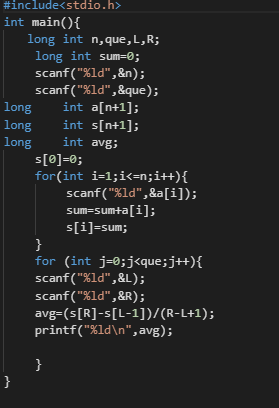 #include<stdio.h>
int main(){
    long int n,que,L,R;
     long int sum=0;
     scanf("%ld",&n);
     scanf("%ld",&que);
long     int a[n+1];
long     int s[n+1];
long     int avg;
     s[0]=0;
     for(int i=1;i<=n;i++){
          scanf("%ld",&a[i]);
          sum=sum+a[i];
          s[i]=sum;
     }
     for (int j=0;j<que;j++){
     scanf("%ld",&L);
     scanf("%ld",&R);
     avg=(s[R]-s[L-1])/(R-L+1);
     printf("%ld\n",avg);
     }
}